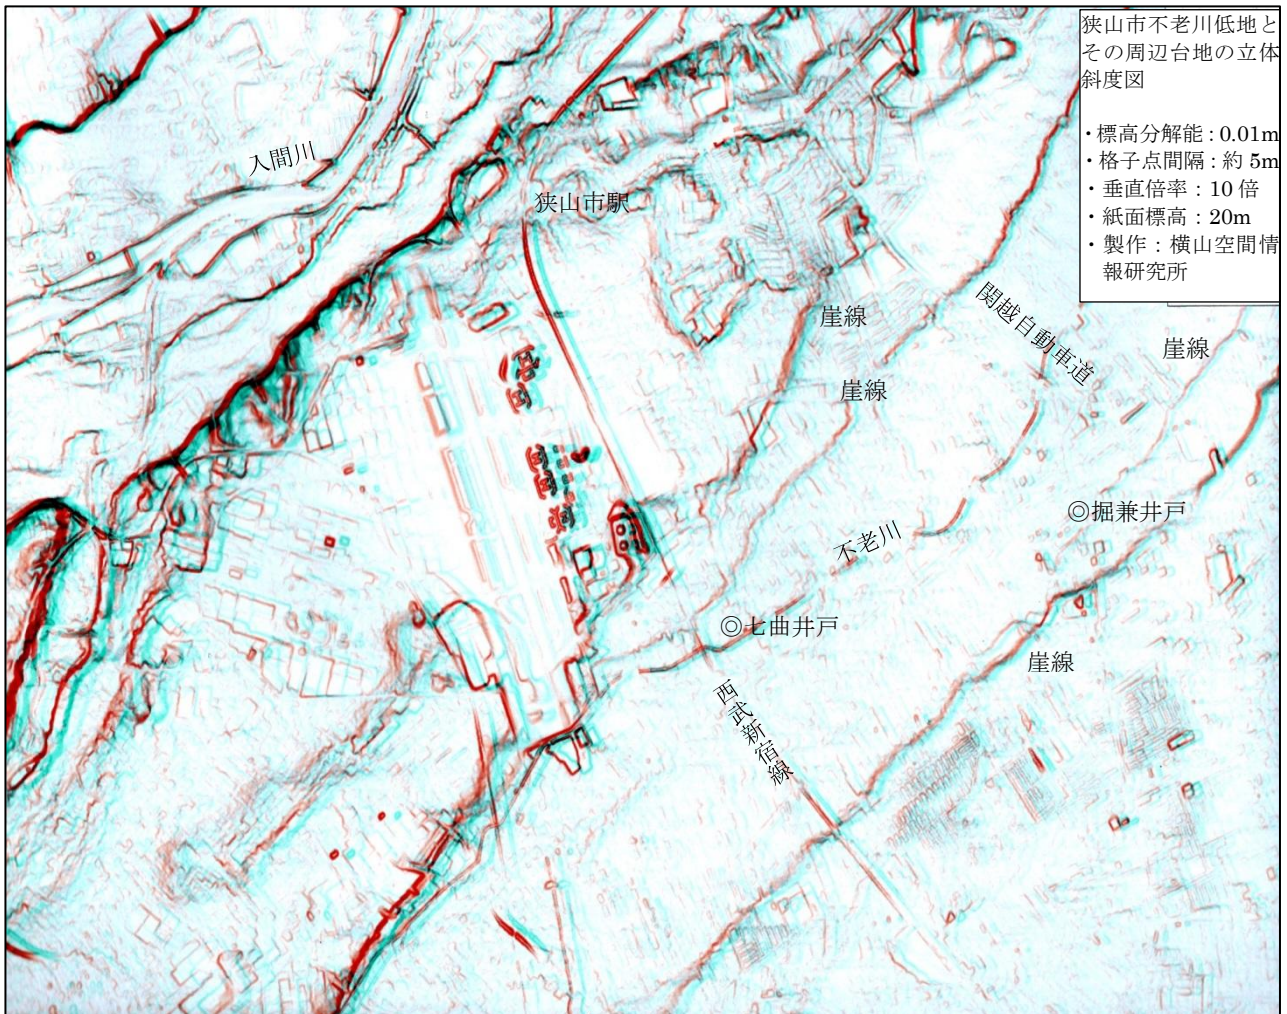 狭山市不老川低地と
その周辺台地の立体
斜度図
・標高分解能：0.01m
・格子点間隔：約 5m
・垂直倍率：10 倍
・紙面標高：20m
・製作：横山空間情
報研究所
入間川
狭山市駅
関越自動車道
崖線
崖線
崖線
◎掘兼井戸
不老川
◎七曲井戸
崖線
西武新宿線